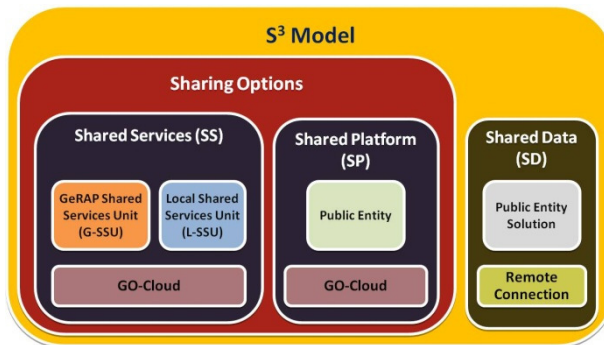 S³ Model
Sharing Options
Shared Services (SS)
GeRAP Shared
Services Unit
(G-SSU)
Local Shared
Services Unit
(L-SSU)
GO-Cloud
Shared Platform
(SP)
Public Entity
GO-Cloud
Shared Data
(SD)
Public Entity
Solution
Remote
Connection